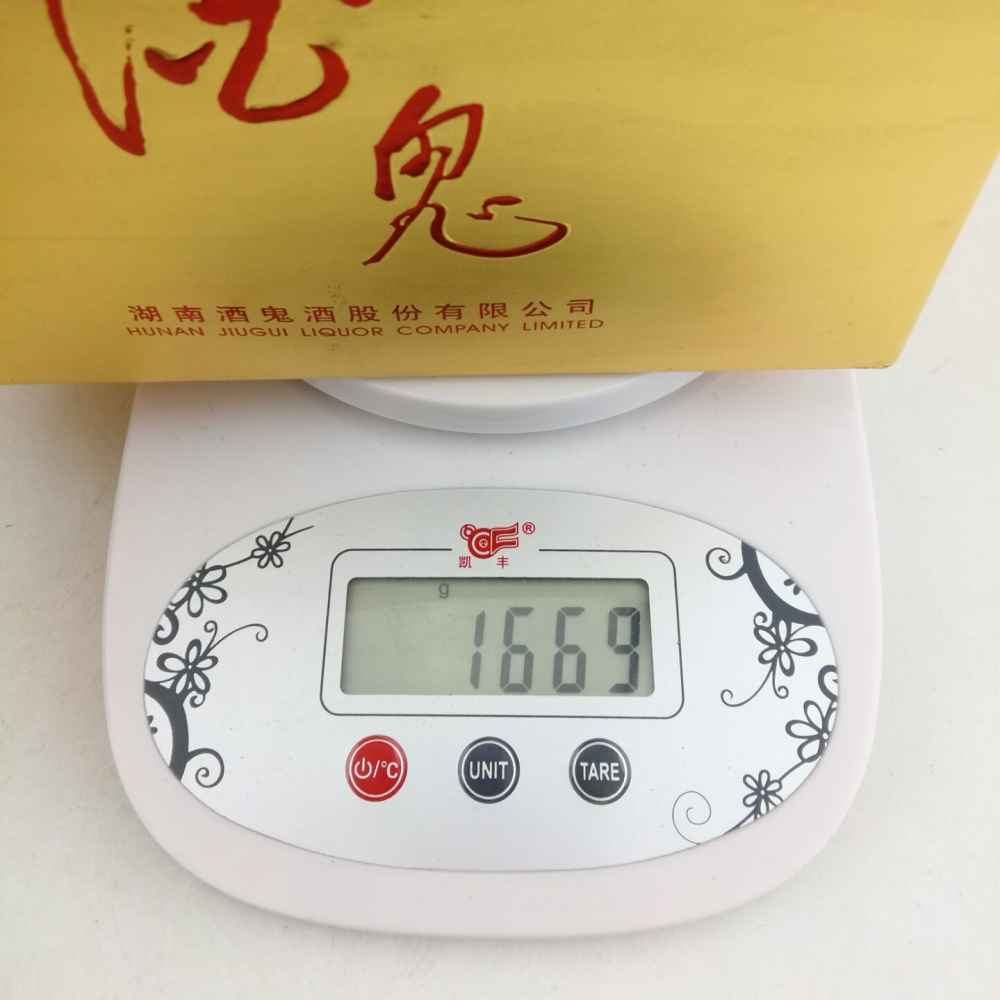 酒
鬼
湖南酒鬼酒股份有限公司
HUNAN JIUGUI LIQUOR COMPANY LIMITED
®
凯丰
g
1669
/°C
UNIT
TARE